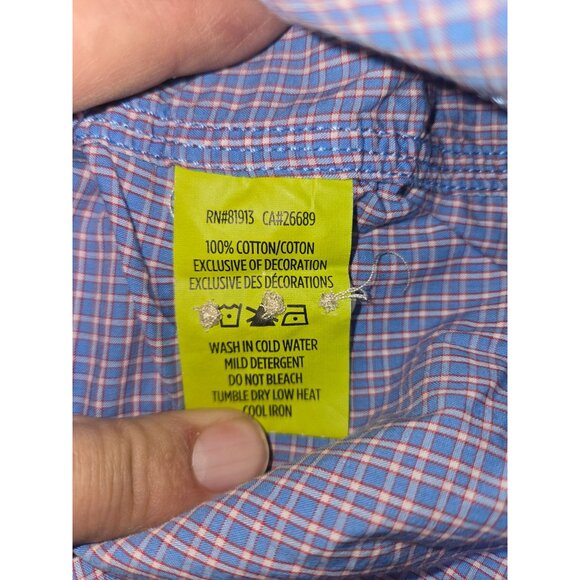 RN#81913 CA#26689
100% COTTON/COTON
EXCLUSIVE OF DECORATION
EXCLUSIVE DES DÉCORATIONS
WASH IN COLD WATER
MILD DETERGENT
DO NOT BLEACH
TUMBLE DRY LOW HEAT
COOL IRON